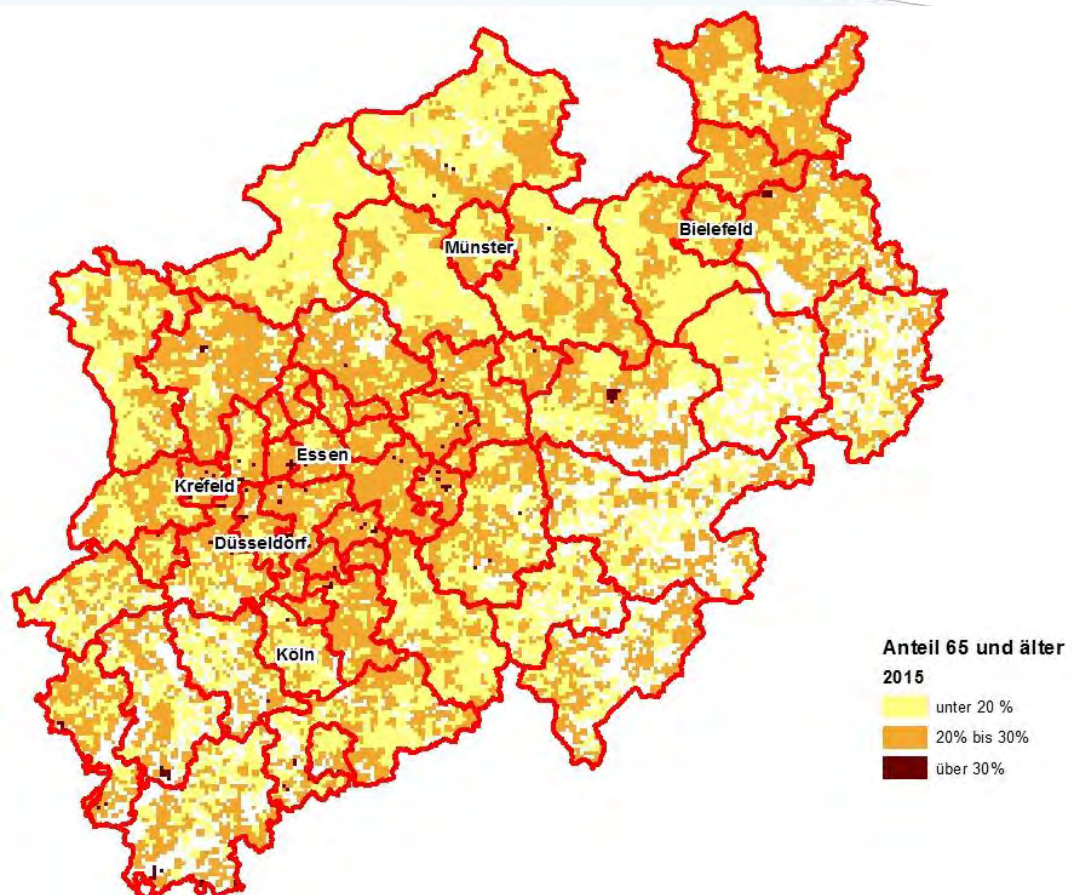 Bielefeld
Münster
Essen
Krefeld
Düsseldorf
Köln
Anteil 65 und älter
2015
unter 20 %
20% bis 30%
über 30%